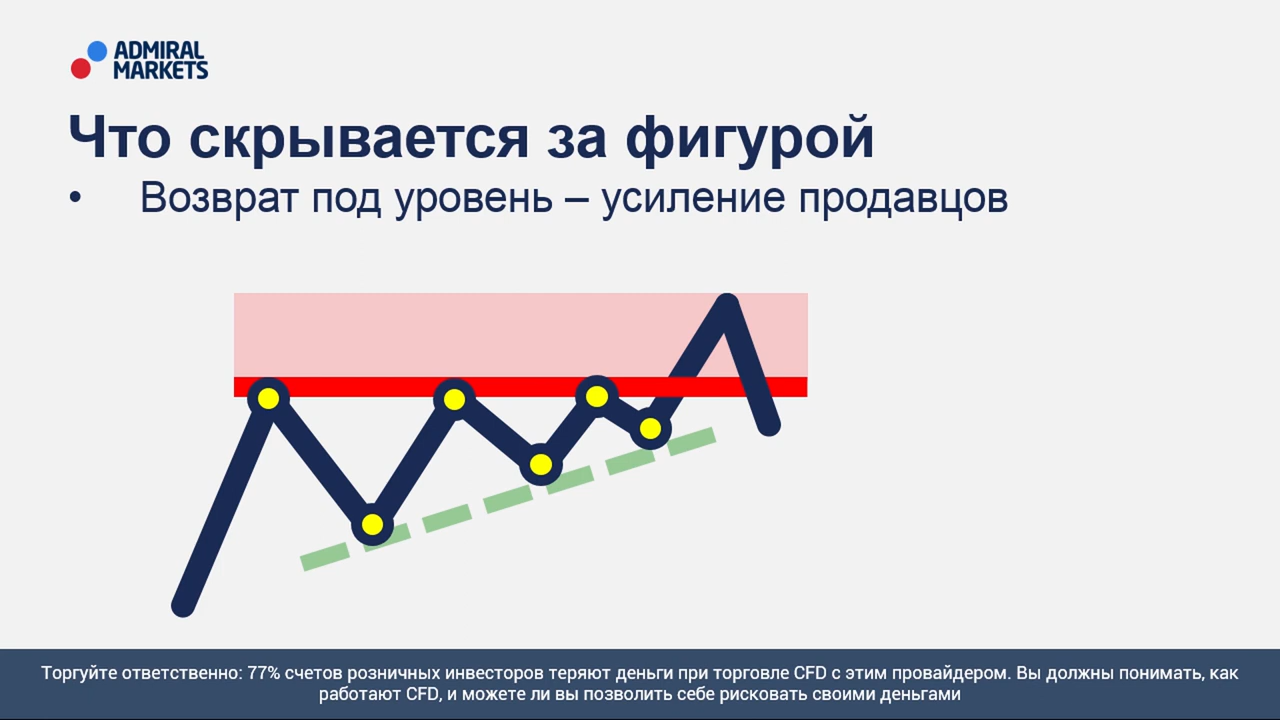 ADMIRAL
MARKETS
Что скрывается за фигурой
• Возврат под уровень – усиление продавцов
Торгуйте ответственно: 77% счетов розничных инвесторов теряют деньги при торговле CFD с этим провайдером. Вы должны понимать, как
работают CFD, и можете ли вы позволить себе рисковать своими деньгами